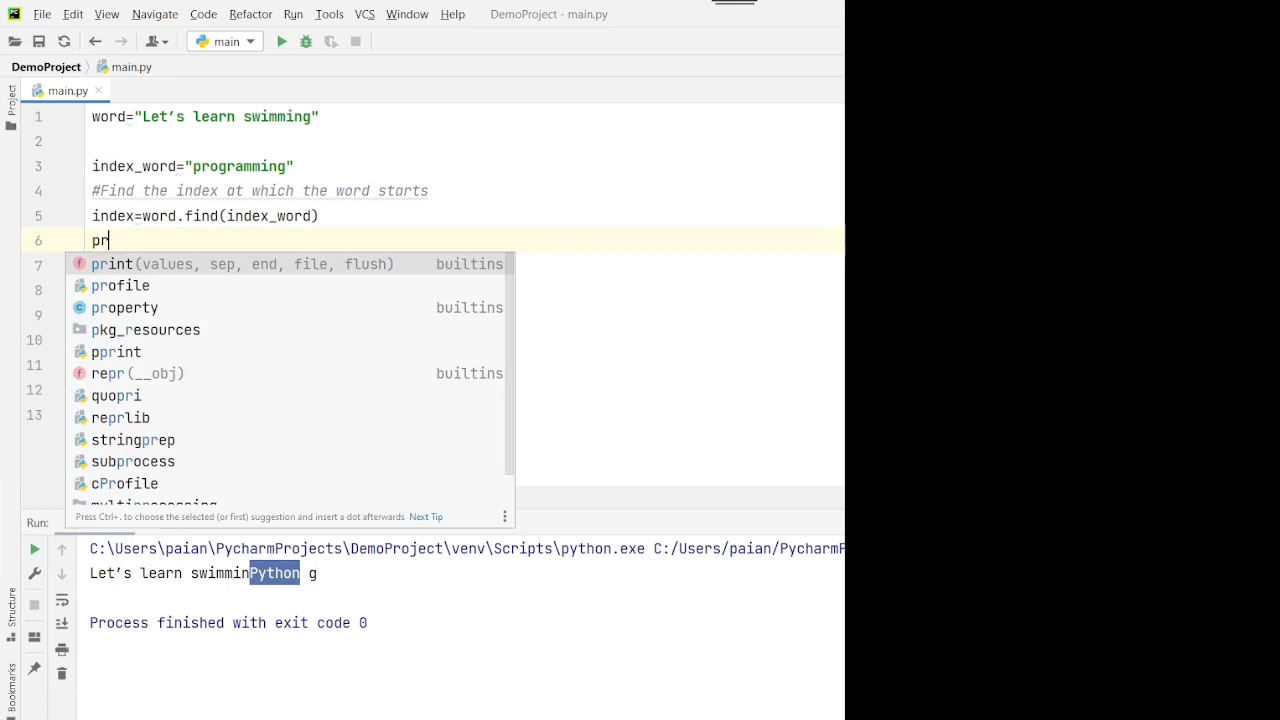 File Edit View Navigate Code Refactor Run Tools VCS Window Help DemoProject - main.py
main
DemoProject main.py
Project
main.py
1 word="Let’s learn swimming"
2
3 index_word="programming"
4 #Find the index at which the word starts
5 index=word.find(index_word)
6 pr
7 print(values, sep, end, file, flush) builtins
8 profile
9 property builtins
10 pkg_resources
pprint
11 repr(__obj) builtins
12 quopri
13 reprlib
stringprep
subprocess
cProfile
Press Ctrl+. to choose the selected (or first) suggestion and insert a dot afterwards Next Tip
Run:
C:\Users\paian\PycharmProjects\DemoProject\venv\Scripts\python.exe C:/Users/paian/PycharmP
Let’s learn swimminPython g
Process finished with exit code 0
Structure
Bookmarks